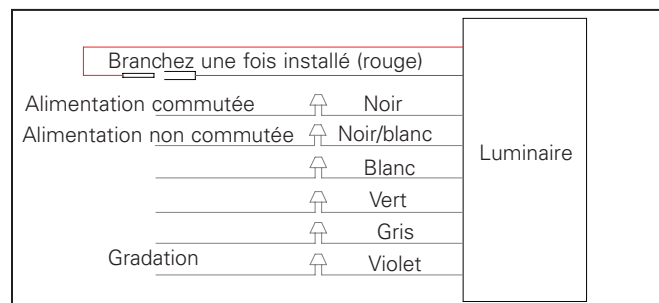 Branchez une fois installé (rouge)
Alimentation commutée Noir
Alimentation non commutée Noir/blanc
Luminaire
Blanc
Vert
Gris
Gradation Violet